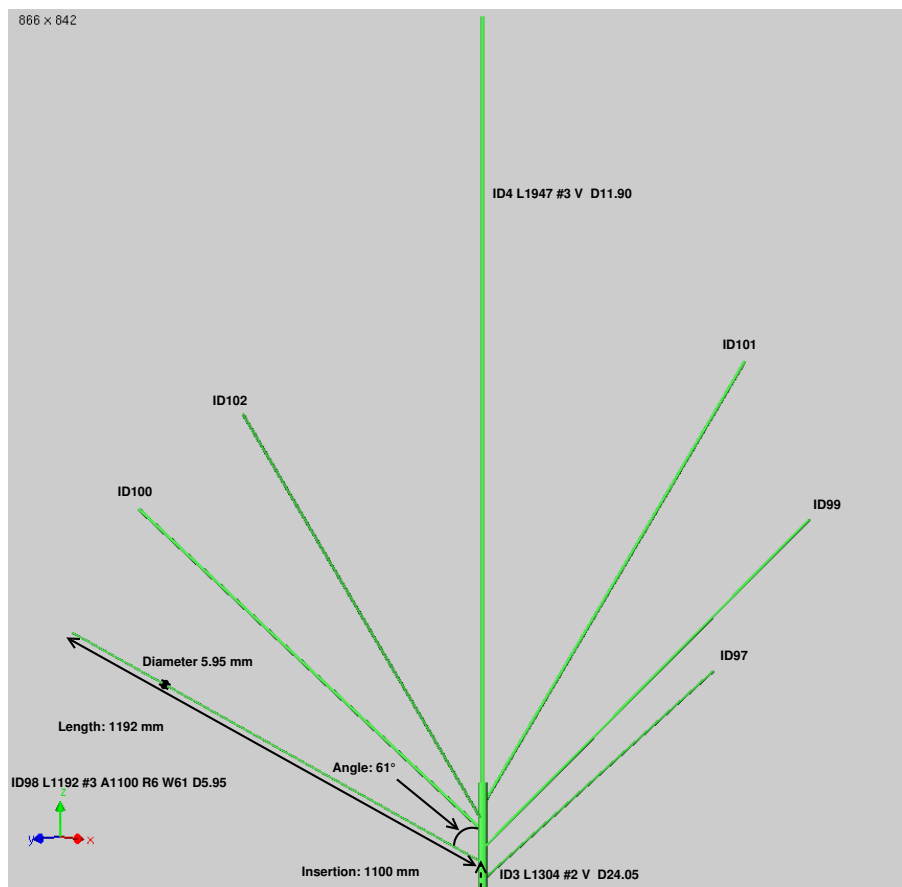 866 × 842
ID4 L1947 #3 V D11.90
ID101
ID102
ID100
ID99
ID97
Diameter 5.95 mm
Length: 1192 mm
Angle: 61°
ID98 L1192 #3 A1100 R6 W61 D5.95
z
y
x
Insertion: 1100 mm
ID3 L1304 #2 V D24.05